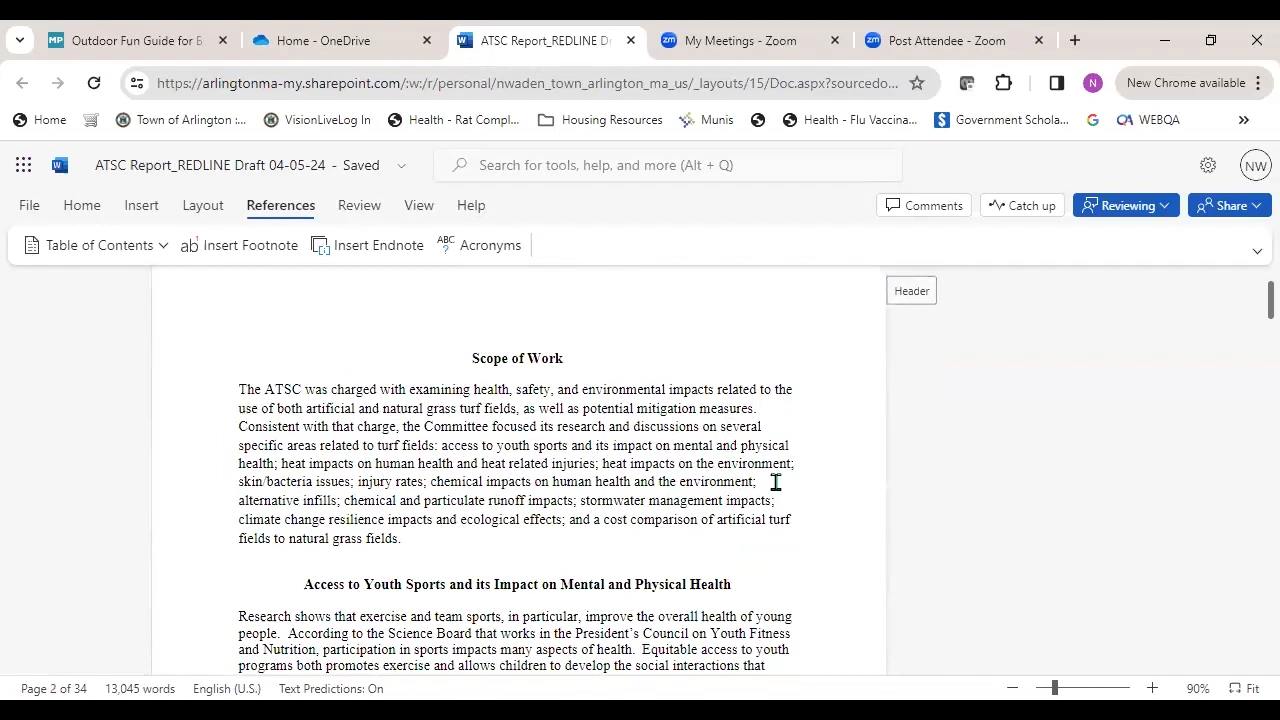 Outdoor Fun Guide for
Home - OneDrive
ATSC Report_REDLINE Dr
My Meetings - Zoom
Post Attendee - Zoom
https://arlingtonma-my.sharepoint.com/:w:/r/personal/nwaden_town_arlington_ma_us/_layouts/15/Doc.aspx?sourcedo...
New Chrome available
Home
Town of Arlington :...
VisionLiveLog In
Health - Rat Compl...
Housing Resources
Munis
Health - Flu Vaccina...
Government Schola...
WEBQA
ATSC Report_REDLINE Draft 04-05-24 - Saved
Search for tools, help, and more (Alt + Q)
NW
File Home Insert Layout References Review View Help
Comments
Catch up
Reviewing
Share
Table of Contents
Insert Footnote
Insert Endnote
Acronyms
Header
Scope of Work
The ATSC was charged with examining health, safety, and environmental impacts related to the
use of both artificial and natural grass turf fields, as well as potential mitigation measures.
Consistent with that charge, the Committee focused its research and discussions on several
specific areas related to turf fields: access to youth sports and its impact on mental and physical
health; heat impacts on human health and heat related injuries; heat impacts on the environment;
skin/bacteria issues; injury rates; chemical impacts on human health and the environment;
alternative infills; chemical and particulate runoff impacts; stormwater management impacts;
climate change resilience impacts and ecological effects; and a cost comparison of artificial turf
fields to natural grass fields.
Access to Youth Sports and its Impact on Mental and Physical Health
Research shows that exercise and team sports, in particular, improve the overall health of young
people. According to the Science Board that works in the President's Council on Youth Fitness
and Nutrition, participation in sports impacts many aspects of health. Equitable access to youth
programs both promotes exercise and allows children to develop the social interactions that
Page 2 of 34
13,045 words
English (U.S.)
Text Predictions: On
90%
Fit